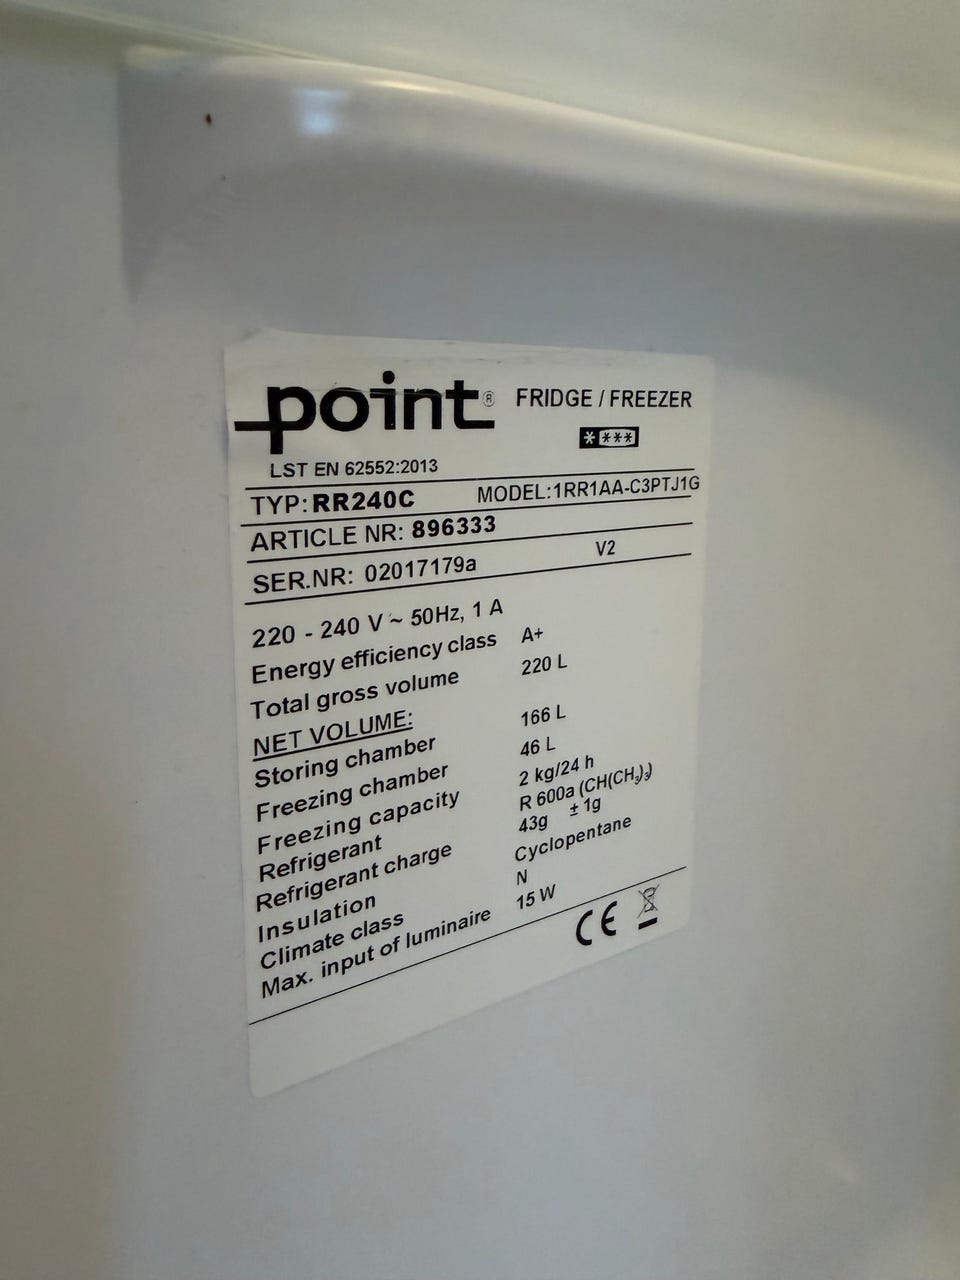 point® FRIDGE / FREEZER
* ***
LST EN 62552:2013
TYP: RR240C MODEL:1RR1AA-C3PTJ1G
ARTICLE NR: 896333
SER.NR: 02017179a V2
220 - 240 V ~ 50Hz, 1 A
Energy efficiency class A+
Total gross volume 220 L
NET VOLUME:
Storing chamber 166 L
Freezing chamber 46 L
Freezing capacity 2 kg/24 h
Refrigerant R 600a (CH(CH₃)₃)
Refrigerant charge 43g ± 1g
Insulation Cyclopentane
Climate class N
Max. input of luminaire 15 W
CE